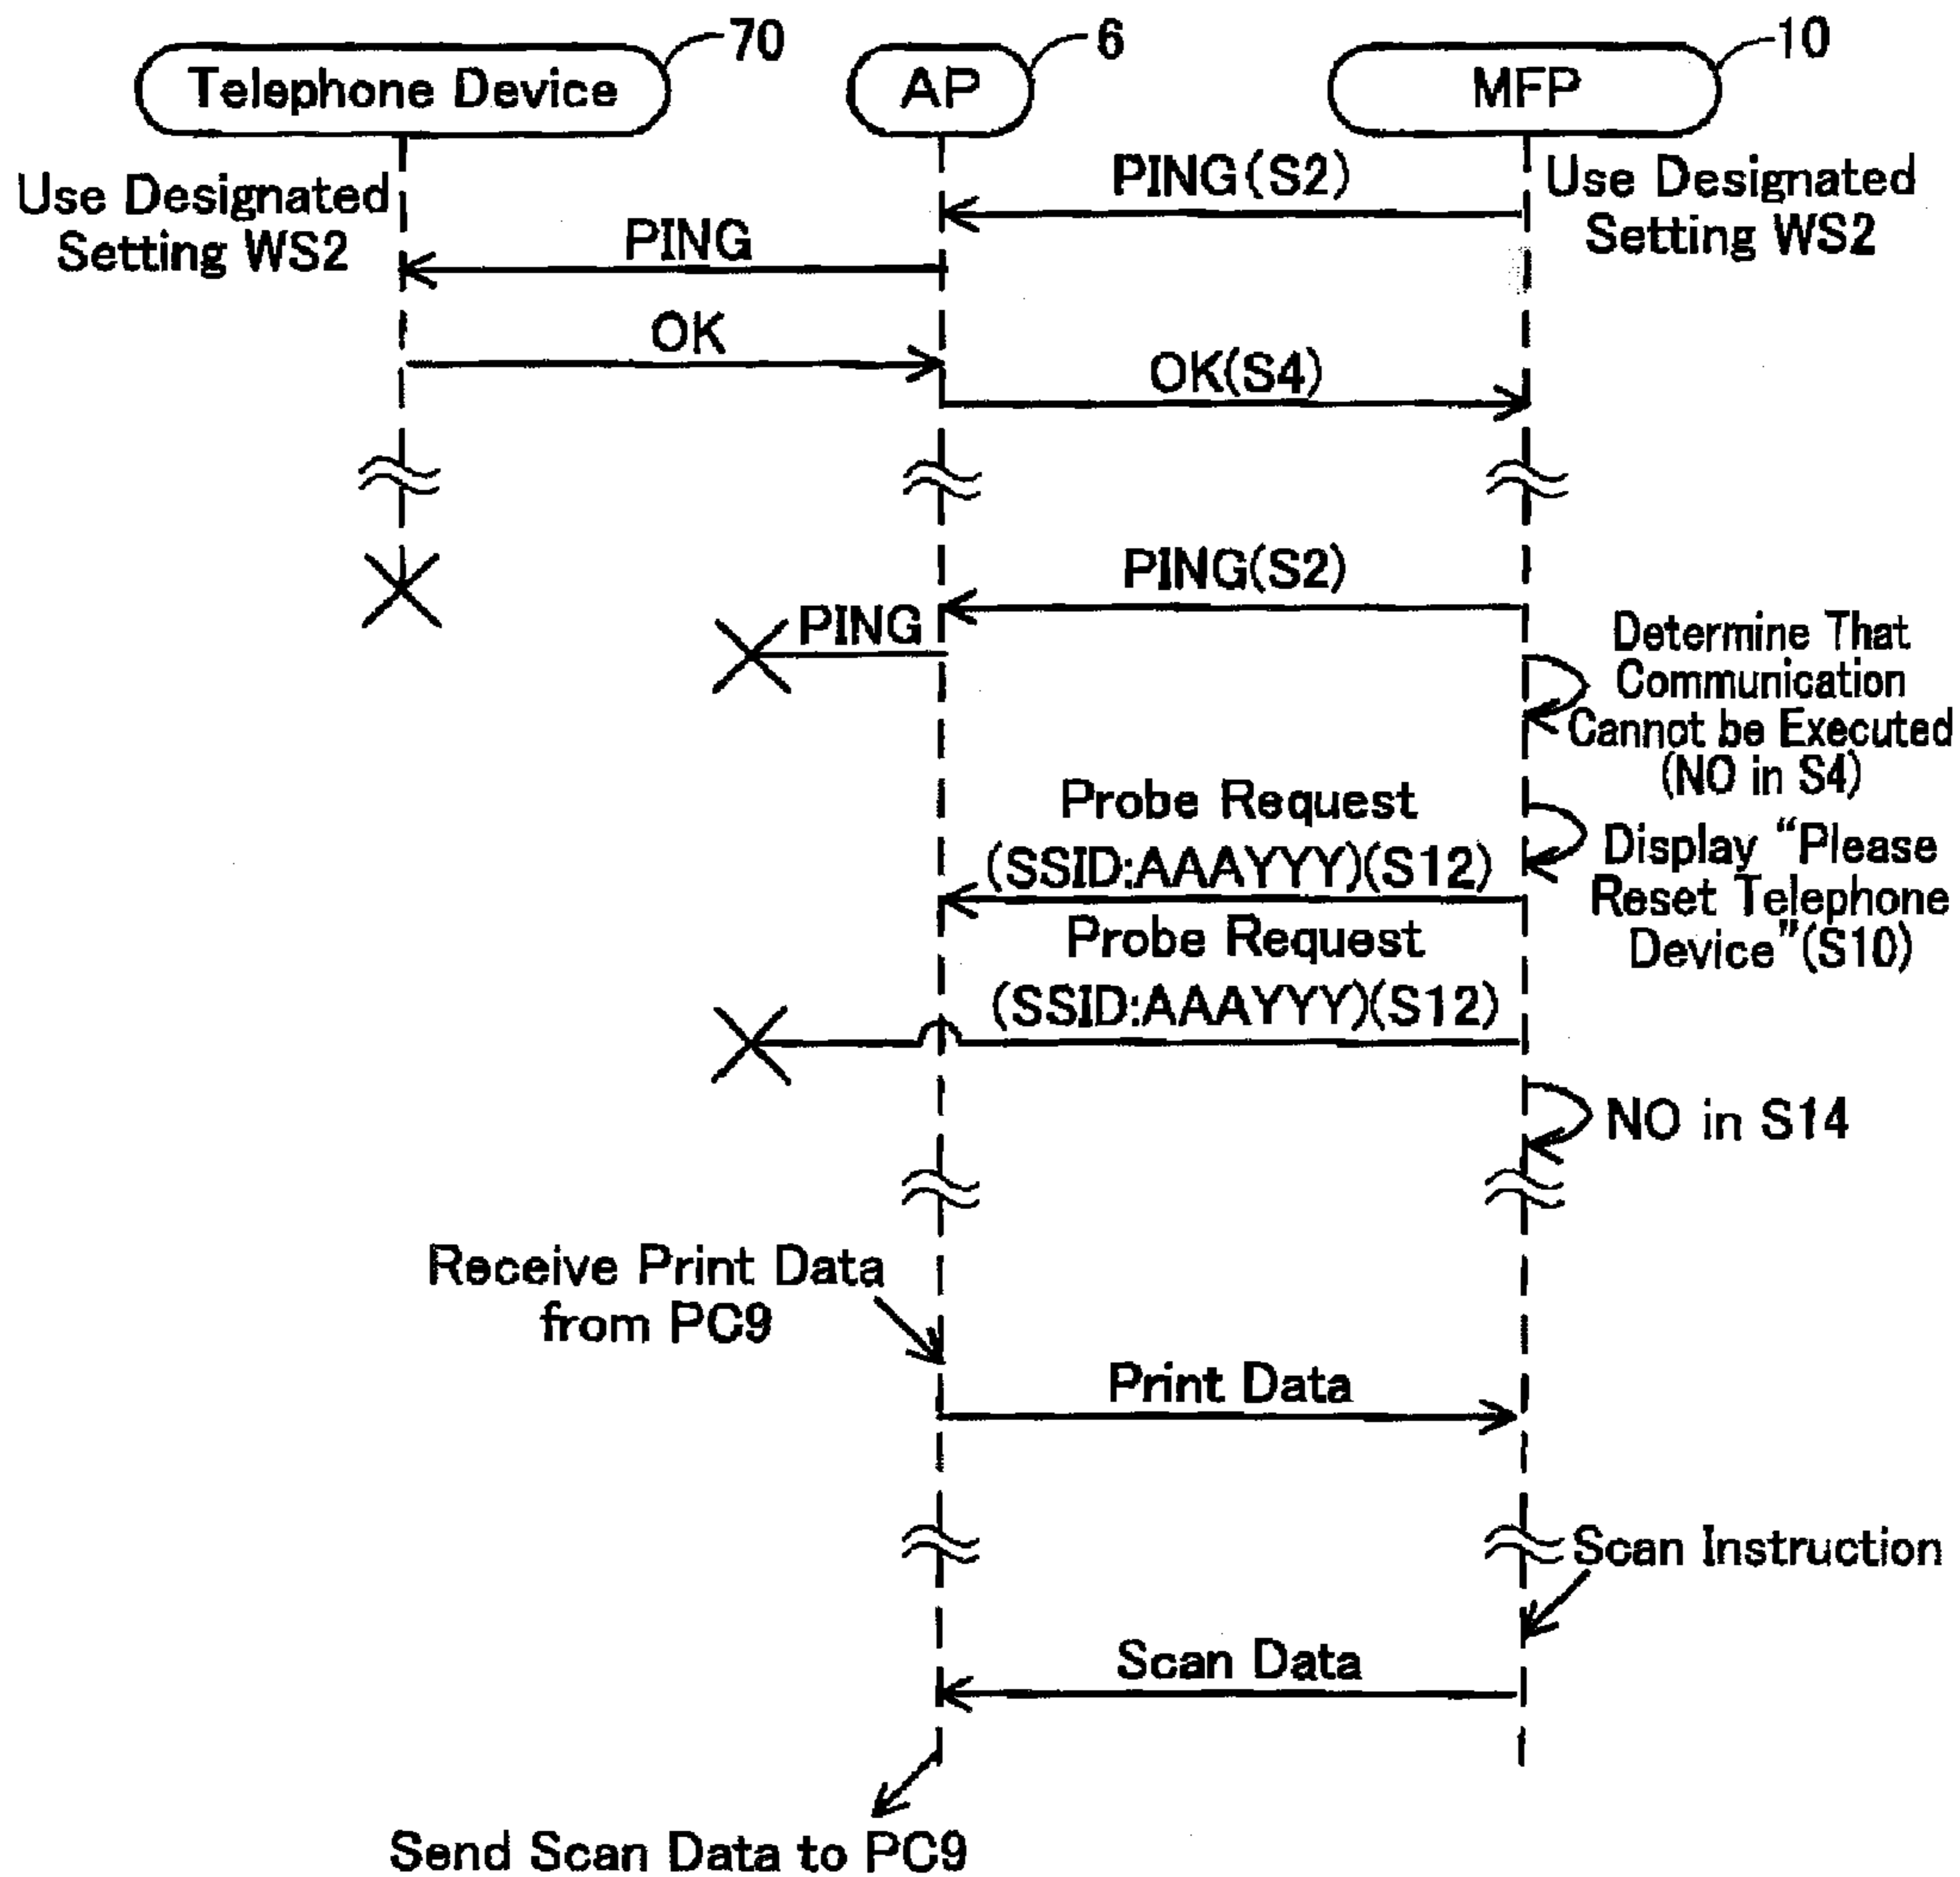 70
6
10
Telephone Device
AP
MFP
Use Designated
Setting WS2
PING(S2)
Use Designated
Setting WS2
PING
OK
OK(S4)
PING(S2)
PING
Determine That
Communication
Cannot be Executed
(NO in S4)
Probe Request
(SSID:AAAYYY)(S12)
Display "Please
Reset Telephone
Device"(S10)
Probe Request
(SSID:AAAYYY)(S12)
NO in S14
Receive Print Data
from PC9
Print Data
Scan Instruction
Scan Data
Send Scan Data to PC9